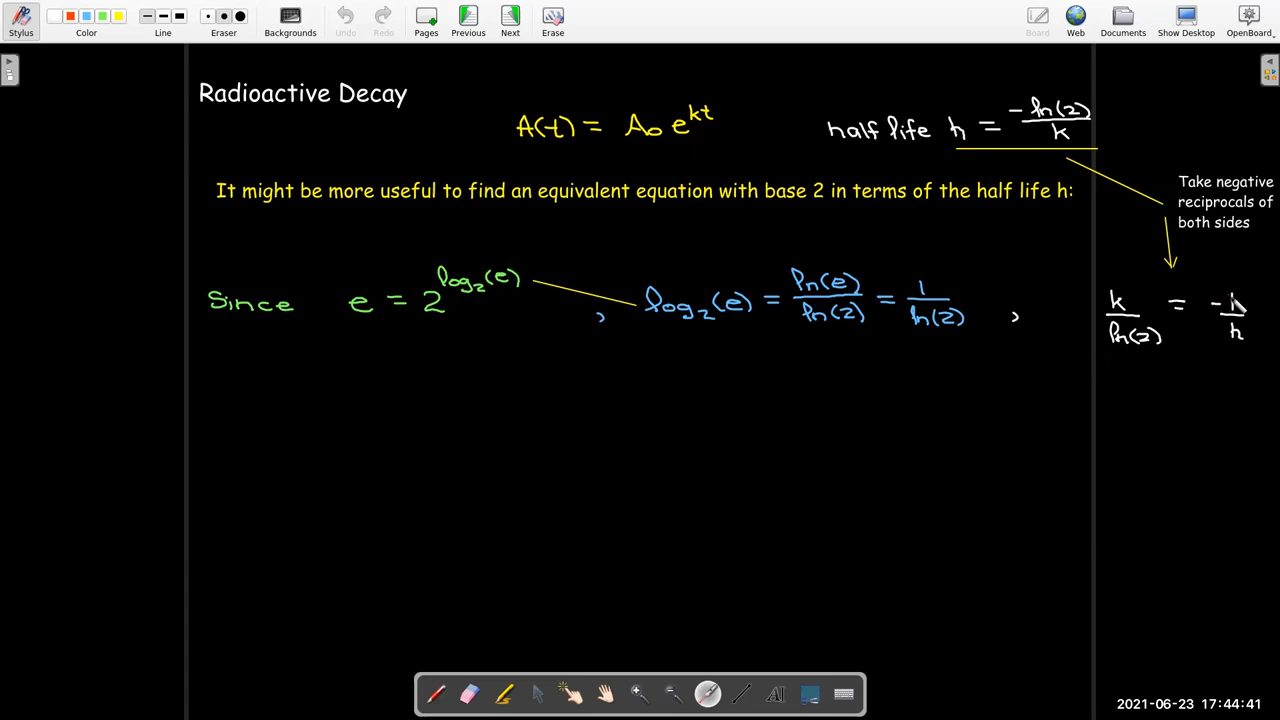 Stylus Color Line Eraser Backgrounds Undo Redo Pages Previous Next Erase Board Web Documents Show Desktop OpenBoard
Radioactive Decay
A(t) = A₀ e^{kt} half life h = -ln(2)/k
It might be more useful to find an equivalent equation with base 2 in terms of the half life h:
Take negative
reciprocals of
both sides
Since e = 2^{log₂(e)} , log₂(e) = ln(e)/ln(2) = 1/ln(2) , k/ln(2) = -1/h
AI
2021-06-23 17:44:41